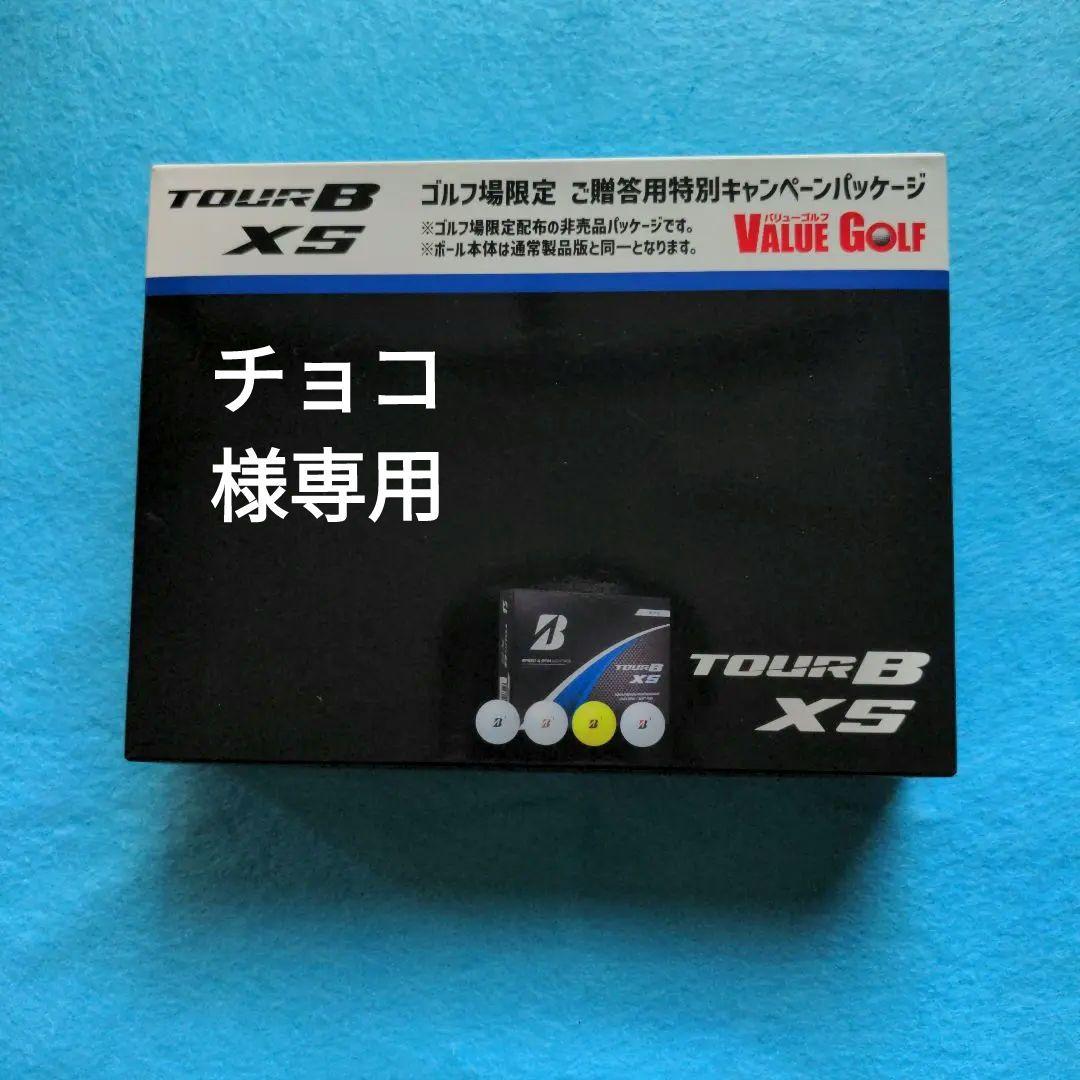 TOURB
XS
ゴルフ場限定 ご贈答用特別キャンペーンパッケージ
※ゴルフ場限定配布の非売品パッケージです。
※ボール本体は通常製品版と同一となります。
バリューゴルフ
VALUE GOLF
チョコ
様専用
B
TOURB
XS
TOURB
XS